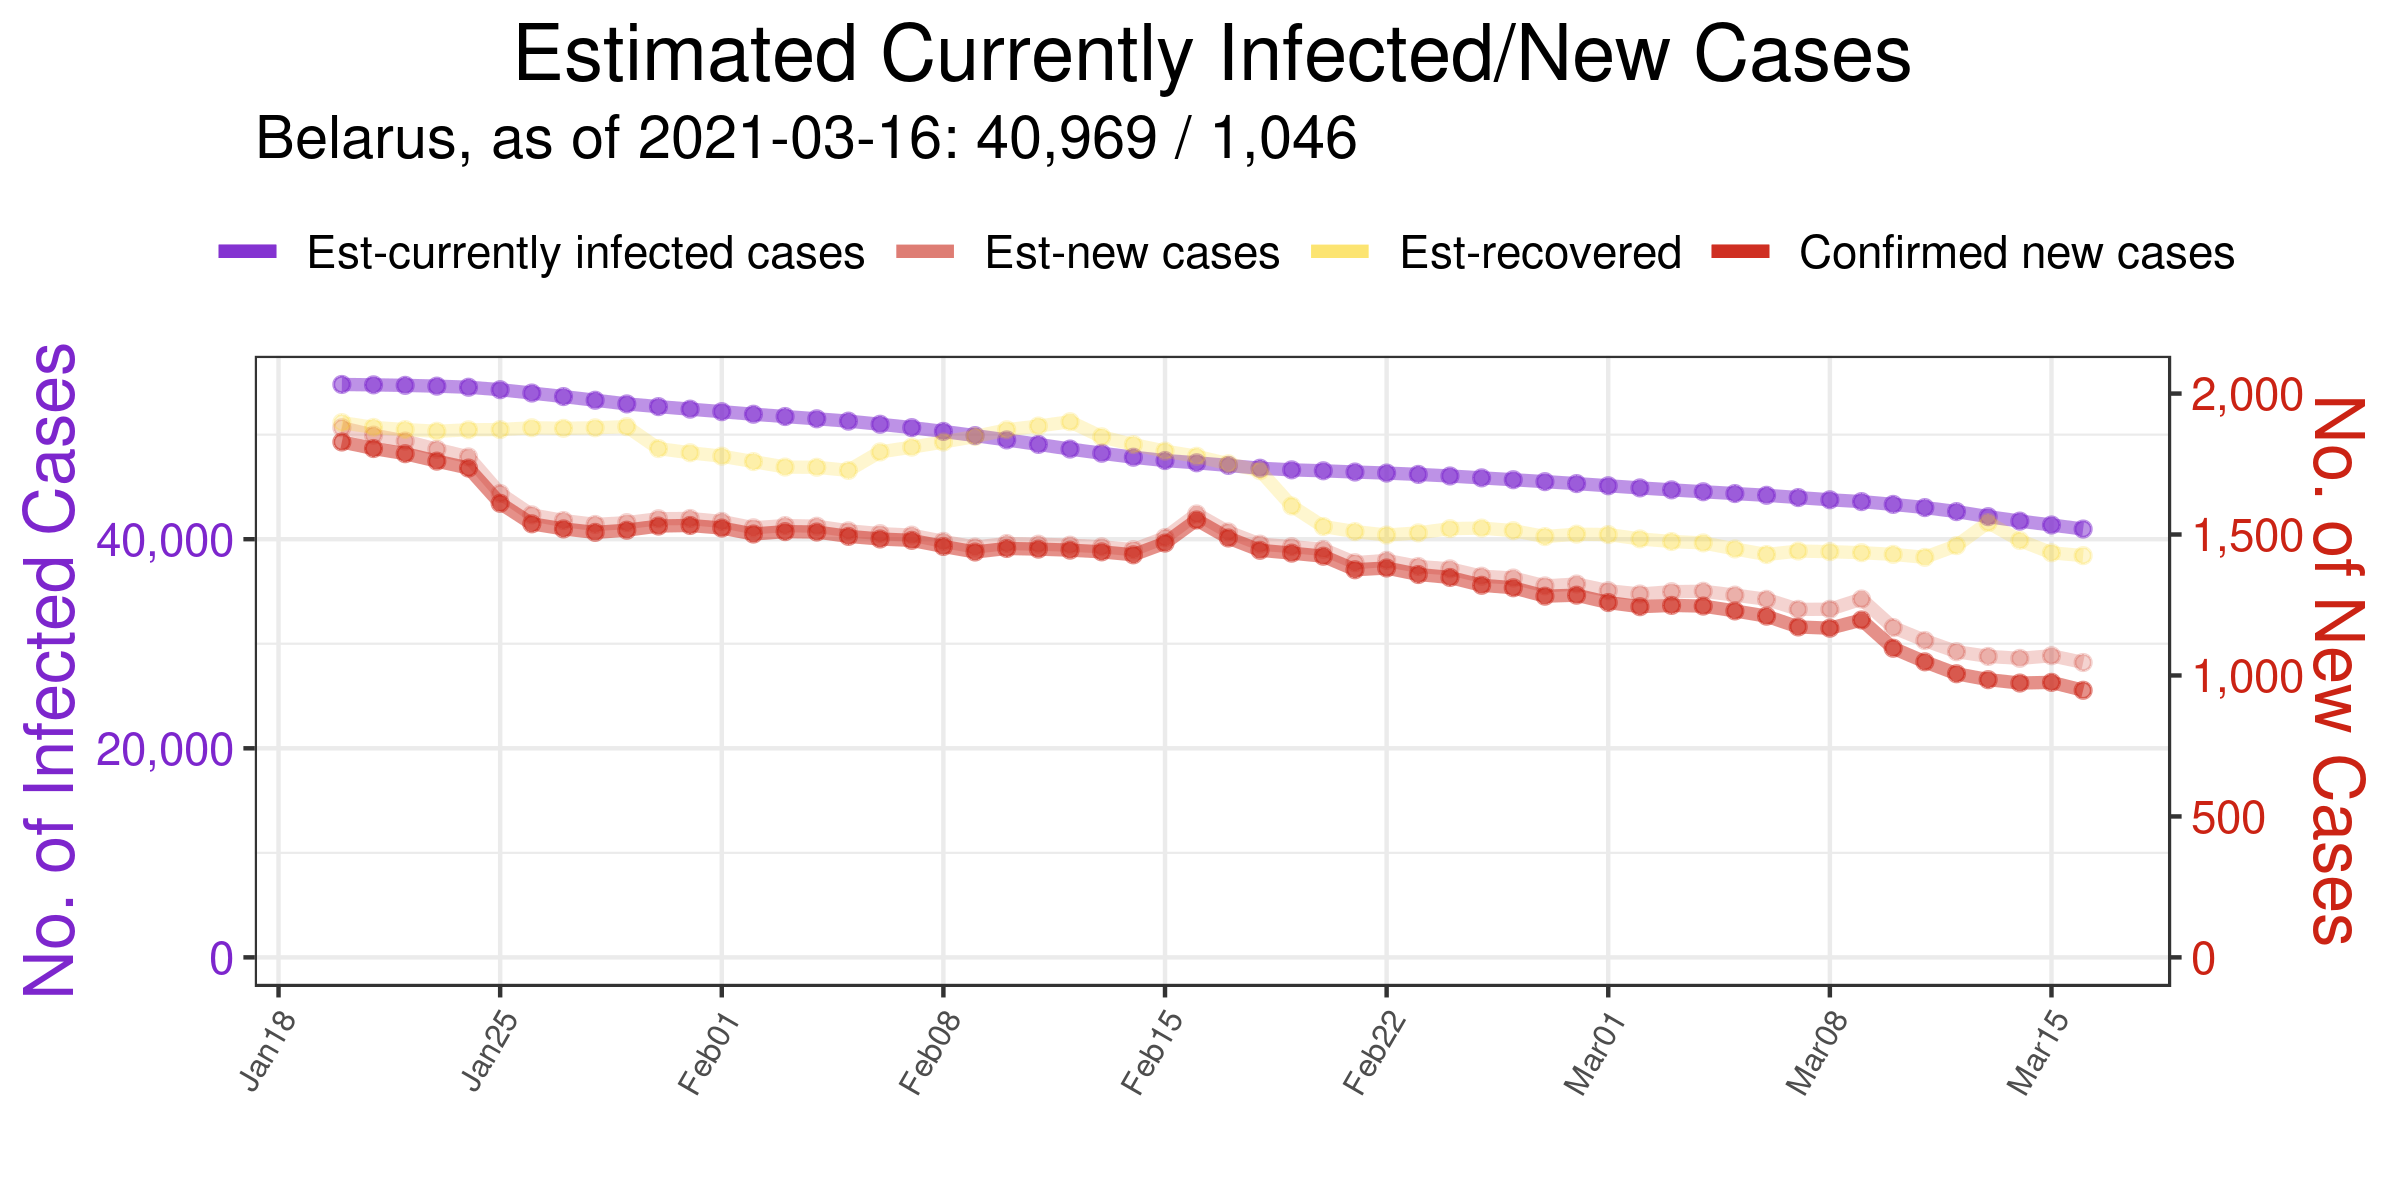 Estimated Currently Infected/New Cases
Belarus, as of 2021-03-16: 40,969 / 1,046
Est-currently infected cases Est-new cases Est-recovered Confirmed new cases
No. of Infected Cases
40,000
20,000
0
2,000
1,500
1,000
500
0
No. of New Cases
Jan18 Jan25 Feb01 Feb08 Feb15 Feb22 Mar01 Mar08 Mar15